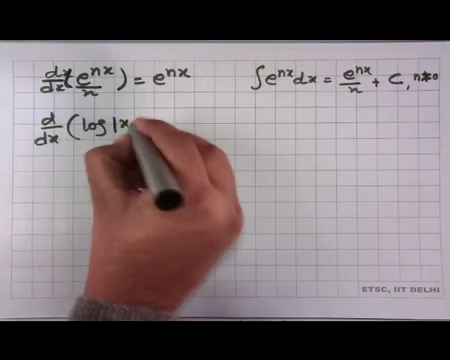 d/dx (e^nx/n) = e^nx    ∫e^nx dx = e^nx/n + C, n≠0
d/dx (log |x
ETSC, IIT DELHI